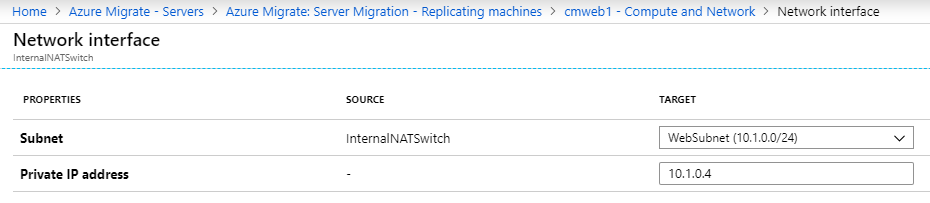 Home > Azure Migrate - Servers > Azure Migrate: Server Migration - Replicating machines > cmweb1 - Compute and Network > Network interface
Network interface
InternalNATSwitch
PROPERTIES SOURCE TARGET
Subnet InternalNATSwitch WebSubnet (10.1.0.0/24)
Private IP address - 10.1.0.4